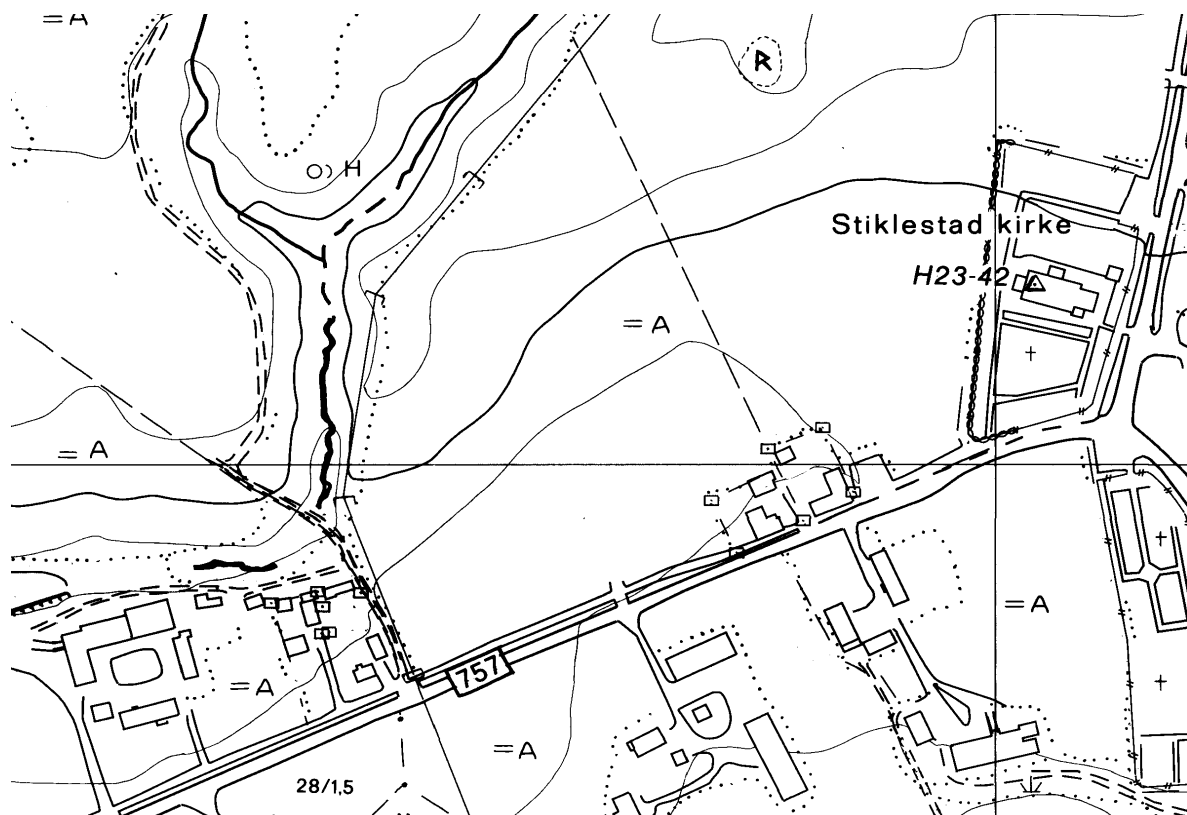 = A
R
H
Stiklestad kirke
H23-42
= A
= A
= A
757
= A
= A
28/1,5